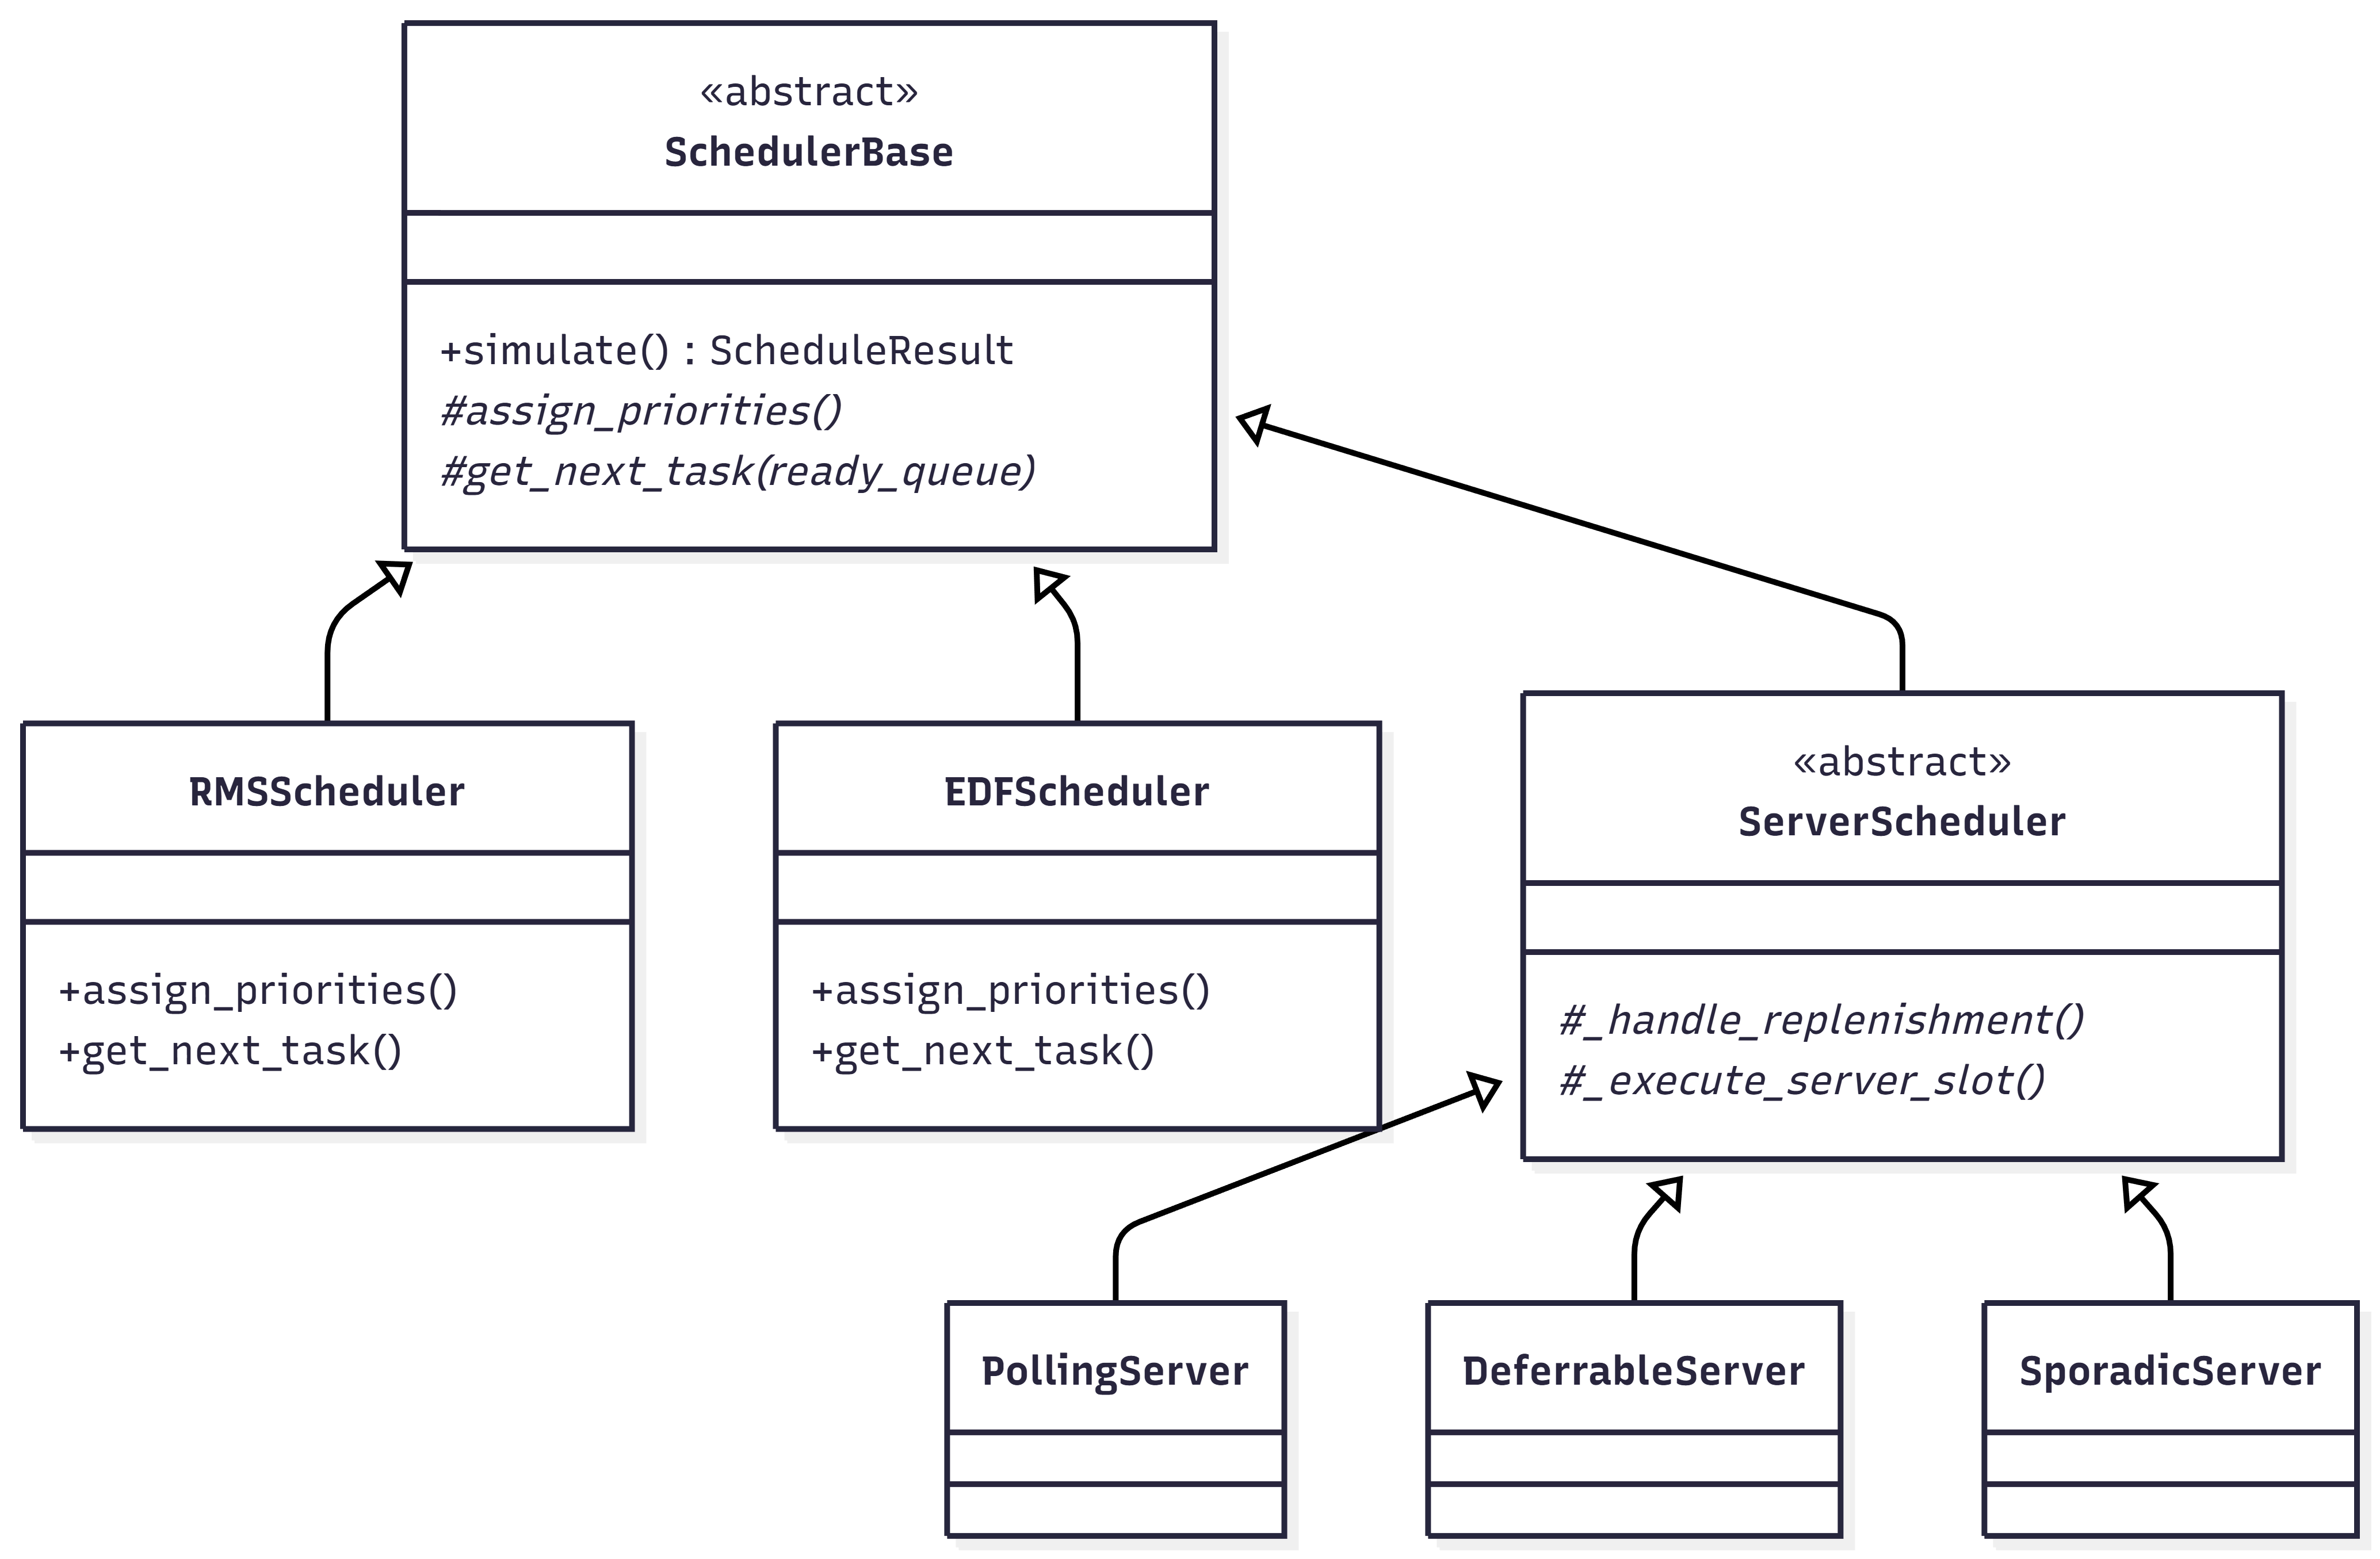 «abstract»
SchedulerBase
+simulate() : ScheduleResult
#assign_priorities()
#get_next_task(ready_queue)
RMSScheduler
+assign_priorities()
+get_next_task()
EDFScheduler
+assign_priorities()
+get_next_task()
«abstract»
ServerScheduler
#_handle_replenishment()
#_execute_server_slot()
PollingServer
DeferrableServer
SporadicServer